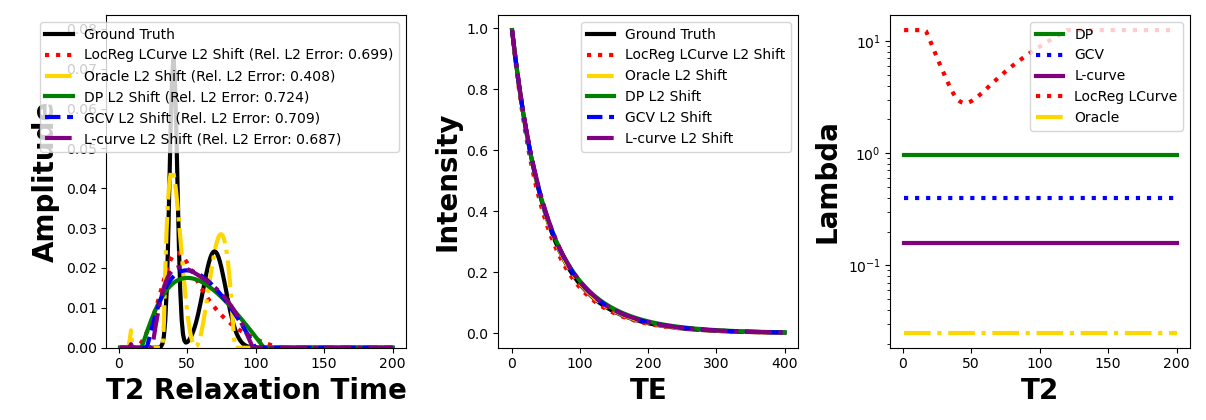 Ground Truth
LocReg LCurve L2 Shift (Rel. L2 Error: 0.699)
Oracle L2 Shift (Rel. L2 Error: 0.408)
DP L2 Shift (Rel. L2 Error: 0.724)
GCV L2 Shift (Rel. L2 Error: 0.709)
L-curve L2 Shift (Rel. L2 Error: 0.687)
0.08
0.07
0.06
0.05
0.04
0.03
0.02
0.01
0.00
0
50
100
150
200
Amplitude
T2 Relaxation Time
Ground Truth
LocReg LCurve L2 Shift
Oracle L2 Shift
DP L2 Shift
GCV L2 Shift
L-curve L2 Shift
1.0
0.8
0.6
0.4
0.2
0.0
0
100
200
300
400
Intensity
TE
DP
GCV
L-curve
LocReg LCurve
Oracle
10¹
10⁰
10⁻¹
0
50
100
150
200
Lambda
T2